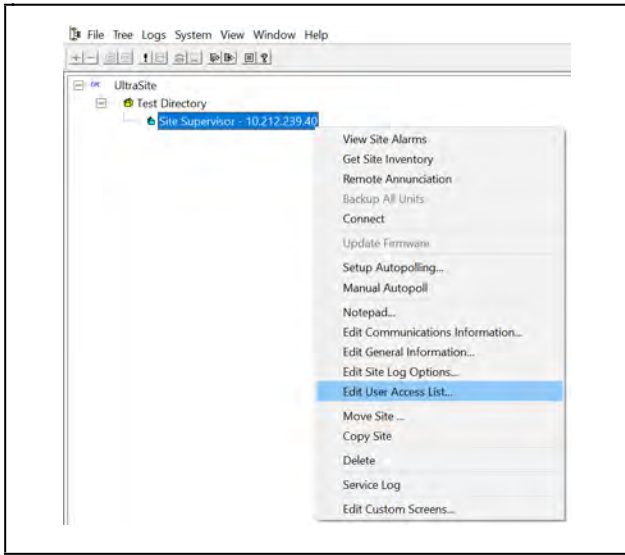 File Tree Logs System View Window Help
UltraSite
Test Directory
Site Supervisor - 10.212.239.40
View Site Alarms
Get Site Inventory
Remote Annunciation
Backup All Units
Connect
Update Firmware
Setup Autopolling...
Manual Autopoll
Notepad...
Edit Communications Information...
Edit General Information...
Edit Site Log Options...
Edit User Access List...
Move Site ...
Copy Site
Delete
Service Log
Edit Custom Screens...